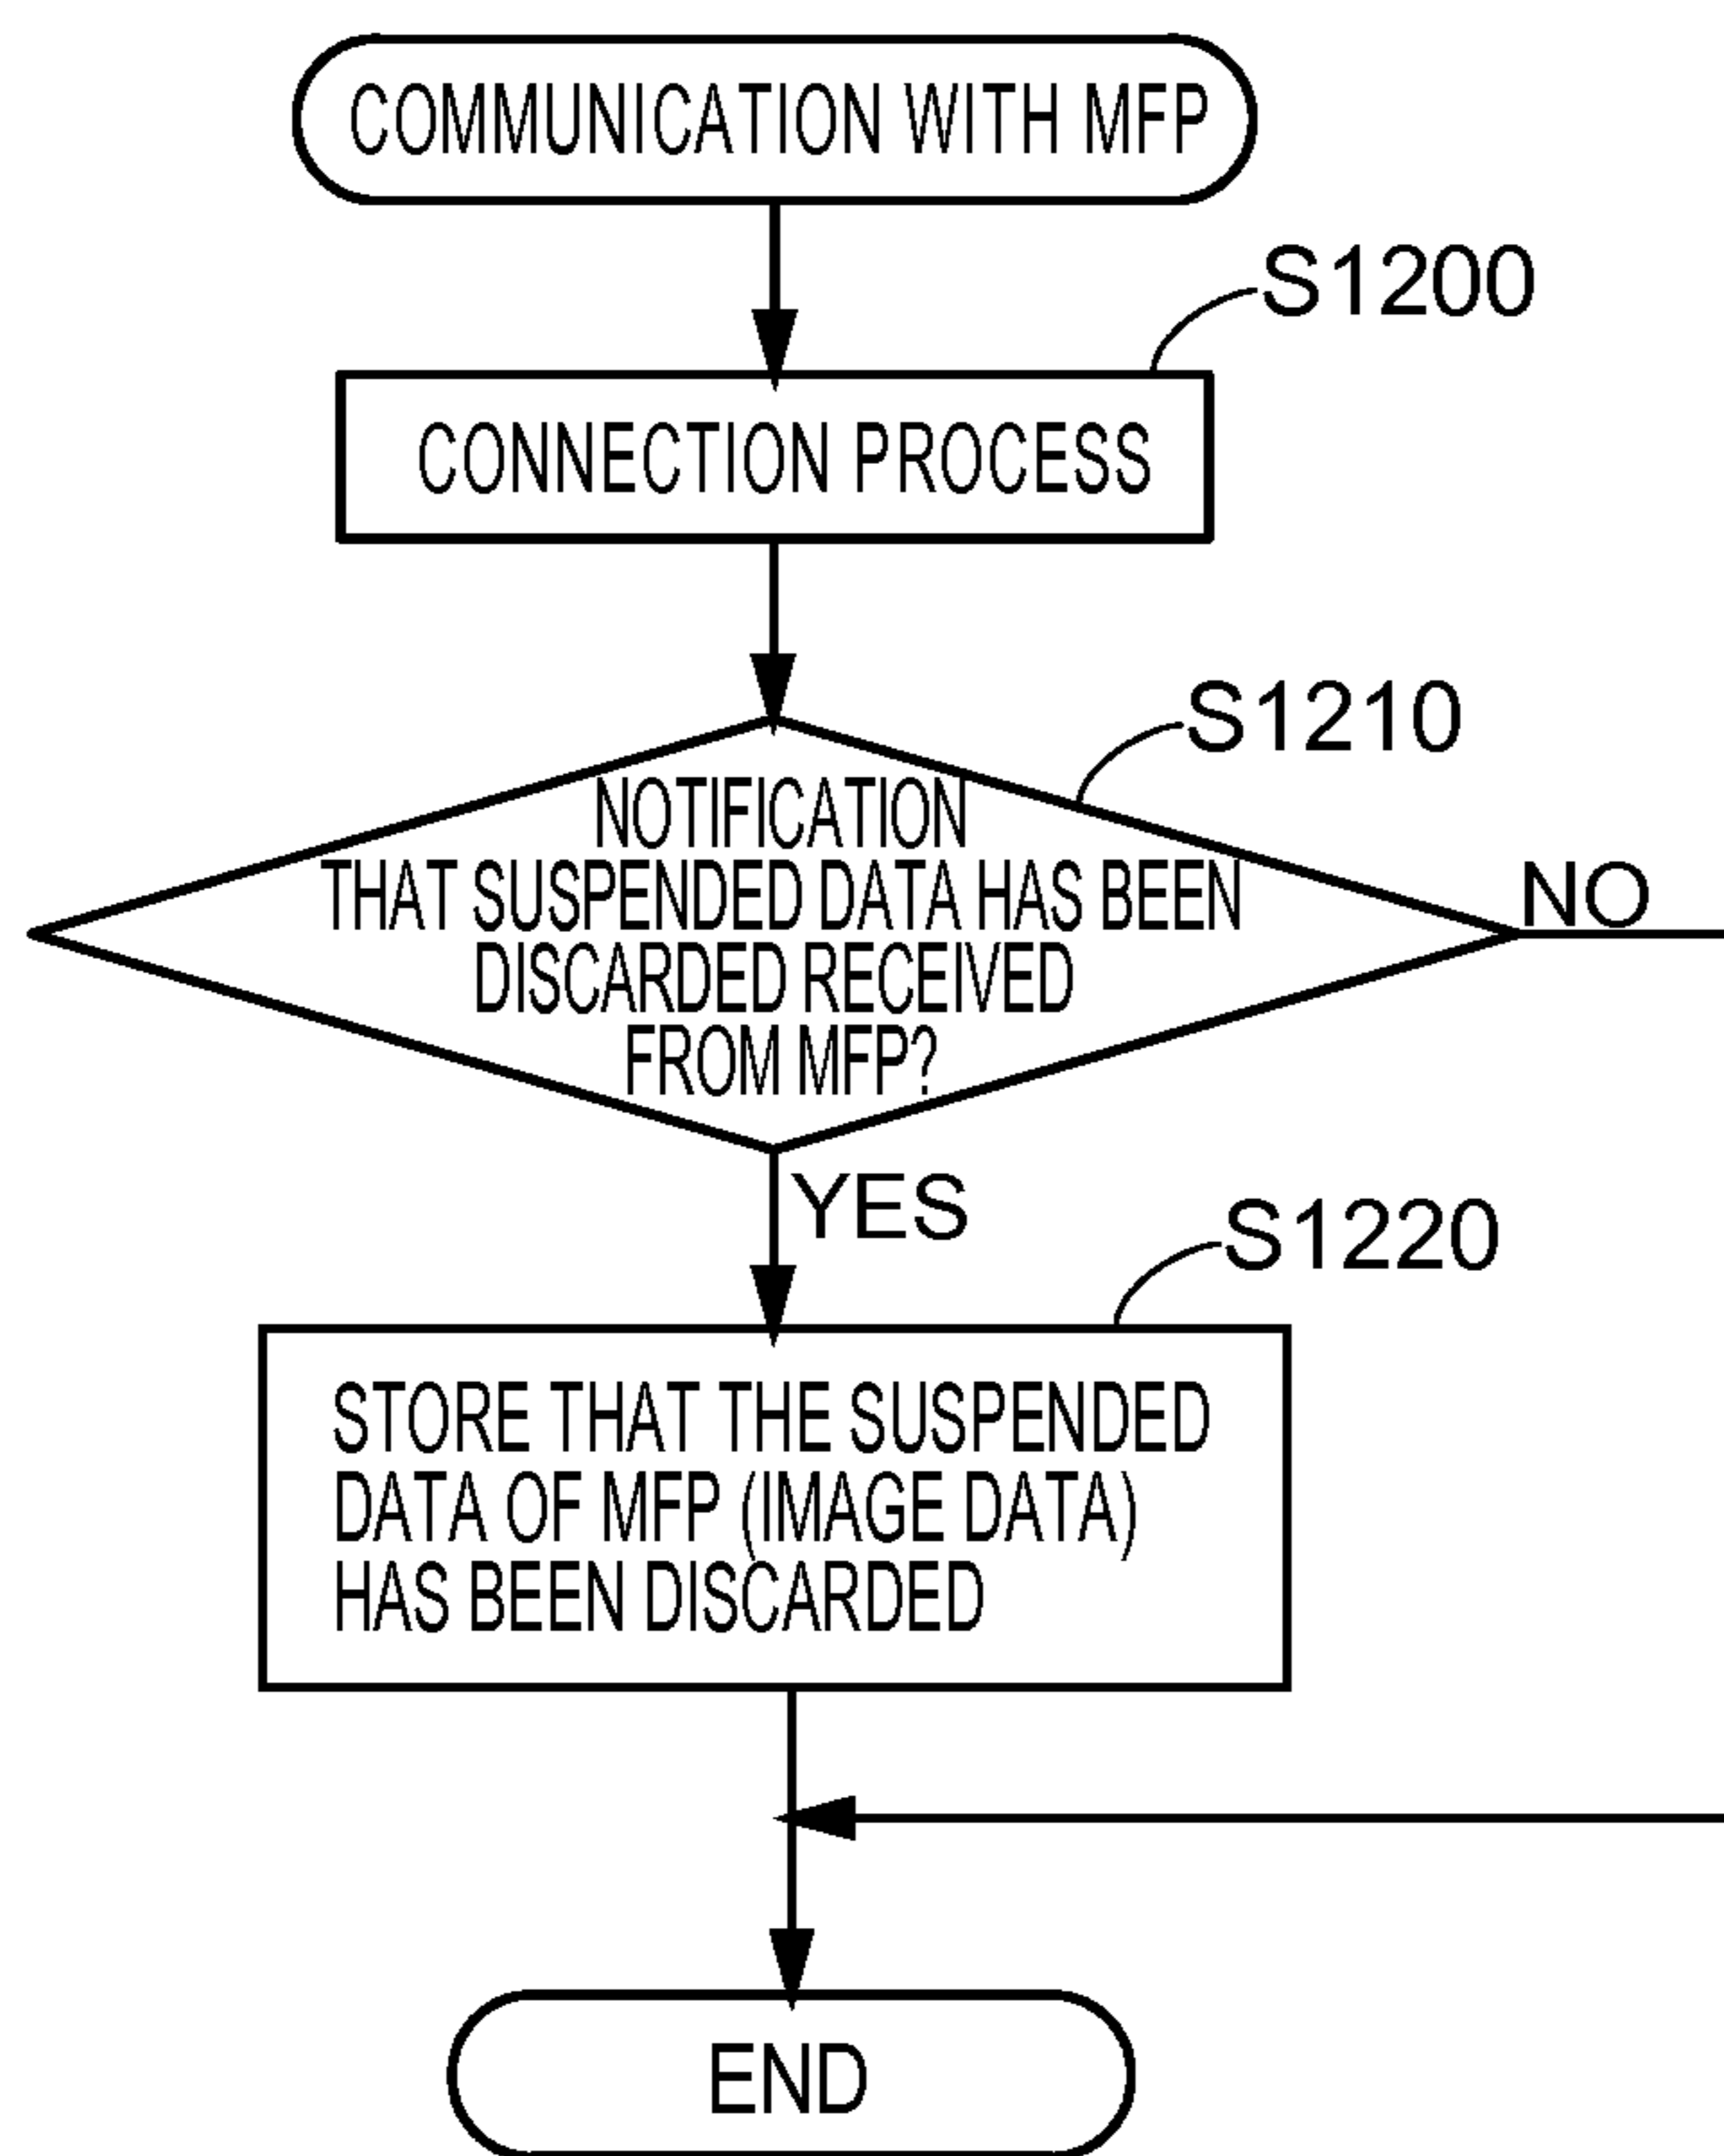 COMMUNICATION WITH MFP
S1200
CONNECTION PROCESS
S1210
NOTIFICATION
THAT SUSPENDED DATA HAS BEEN
DISCARDED RECEIVED
FROM MFP?
NO
YES
S1220
STORE THAT THE SUSPENDED
DATA OF MFP (IMAGE DATA)
HAS BEEN DISCARDED
END